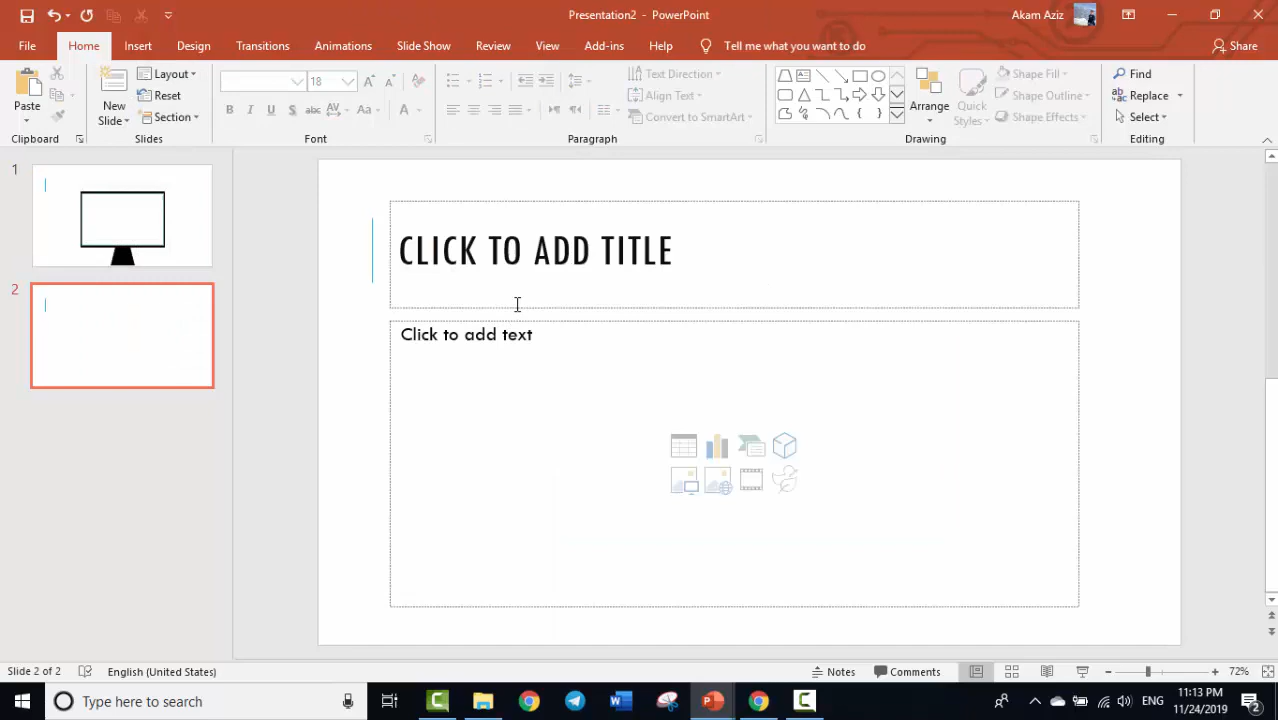 Presentation2 - PowerPoint
Akam Aziz
File
Home
Insert
Design
Transitions
Animations
Slide Show
Review
View
Add-ins
Help
Tell me what you want to do
Share
Paste
Clipboard
New
Slide
Layout
Reset
Section
Slides
18
B
I
U
S
abc
AV
Aa
A
Font
Text Direction
Align Text
Convert to SmartArt
Paragraph
Arrange
Quick
Styles
Shape Fill
Shape Outline
Shape Effects
Drawing
Find
Replace
Select
Editing
1
2
CLICK TO ADD TITLE
Click to add text
Slide 2 of 2
English (United States)
Notes
Comments
72%
Type here to search
ENG
11:13 PM
11/24/2019
2